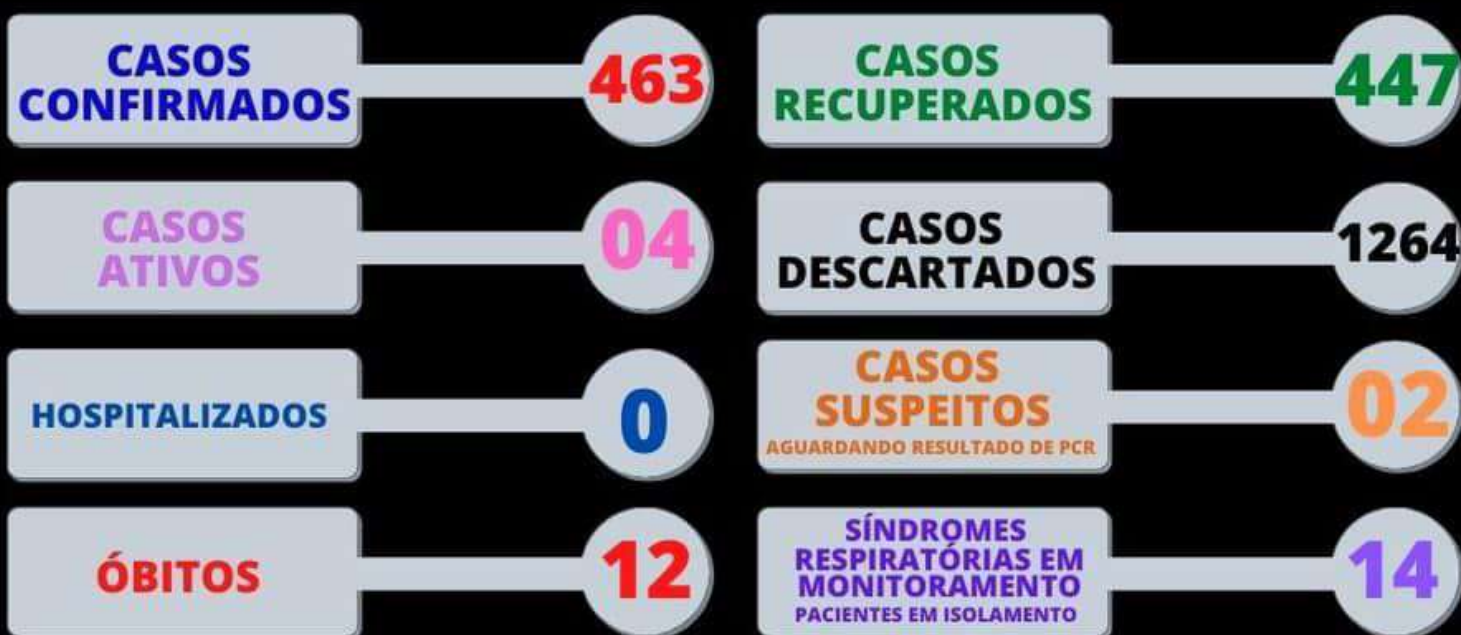 CASOS
CONFIRMADOS
463
CASOS
RECUPERADOS
447
CASOS
ATIVOS
04
CASOS
DESCARTADOS
1264
HOSPITALIZADOS
0
CASOS
SUSPEITOS
AGUARDANDO RESULTADO DE PCR
02
ÓBITOS
12
SÍNDROMES
RESPIRATÓRIAS EM
MONITORAMENTO
PACIENTES EM ISOLAMENTO
14